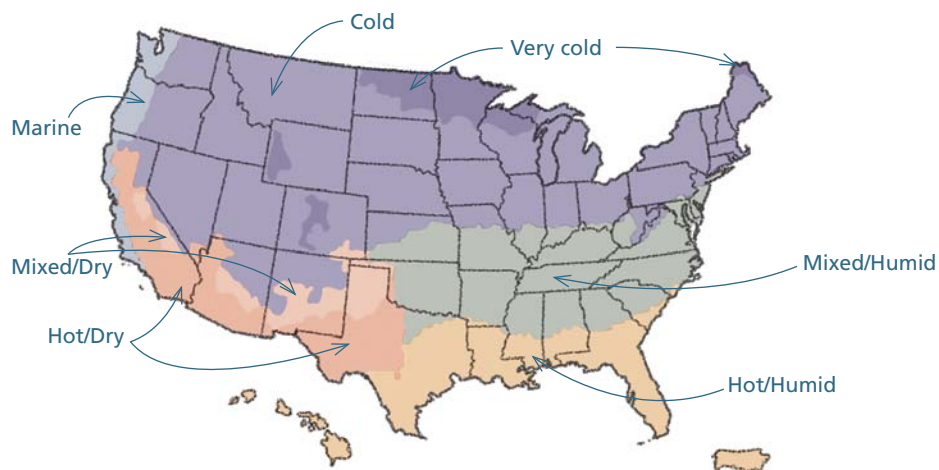 Cold
Very cold
Marine
Mixed/Dry
Mixed/Humid
Hot/Dry
Hot/Humid